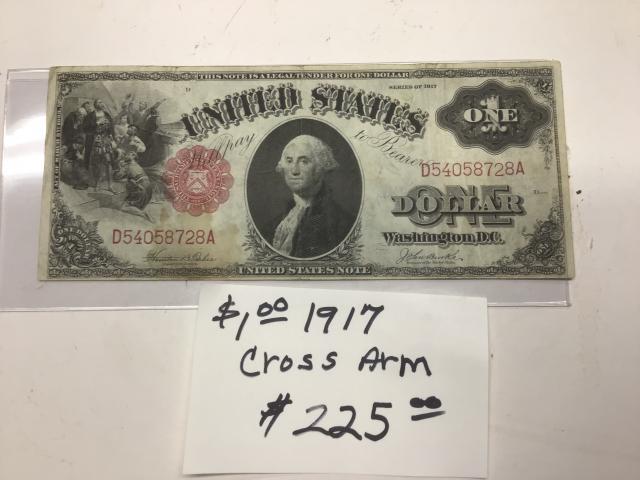 THIS NOTE IS A LEGAL TENDER FOR ONE DOLLAR
SERIES OF 1917
UNITED STATES
ONE
Will pay to Bearer
D54058728A
ONE
DOLLAR
D54058728A
Washington, D.C.
UNITED STATES NOTE
$1.00 1917
Cross Arm
# 225.00